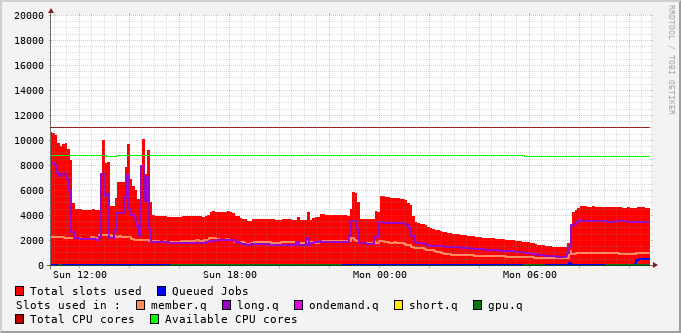 20000
18000
16000
14000
12000
10000
8000
6000
4000
2000
0
Sun 12:00 Sun 18:00 Mon 00:00 Mon 06:00
RRDTOOL / TOBI OETIKER
Total slots used Queued Jobs
Slots used in : member.q long.q ondemand.q short.q gpu.q
Total CPU cores Available CPU cores